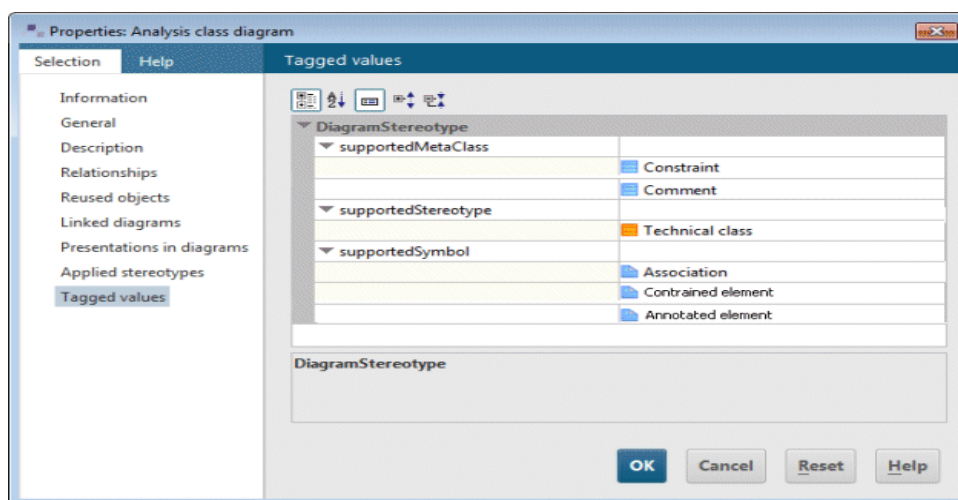 Properties: Analysis class diagram
Selection Help
Tagged values
Information
General
Description
Relationships
Reused objects
Linked diagrams
Presentations in diagrams
Applied stereotypes
Tagged values
DiagramStereotype
supportedMetaClass
Constraint
Comment
supportedStereotype
Technical class
supportedSymbol
Association
Contrained element
Annotated element
DiagramStereotype
OK Cancel Reset Help